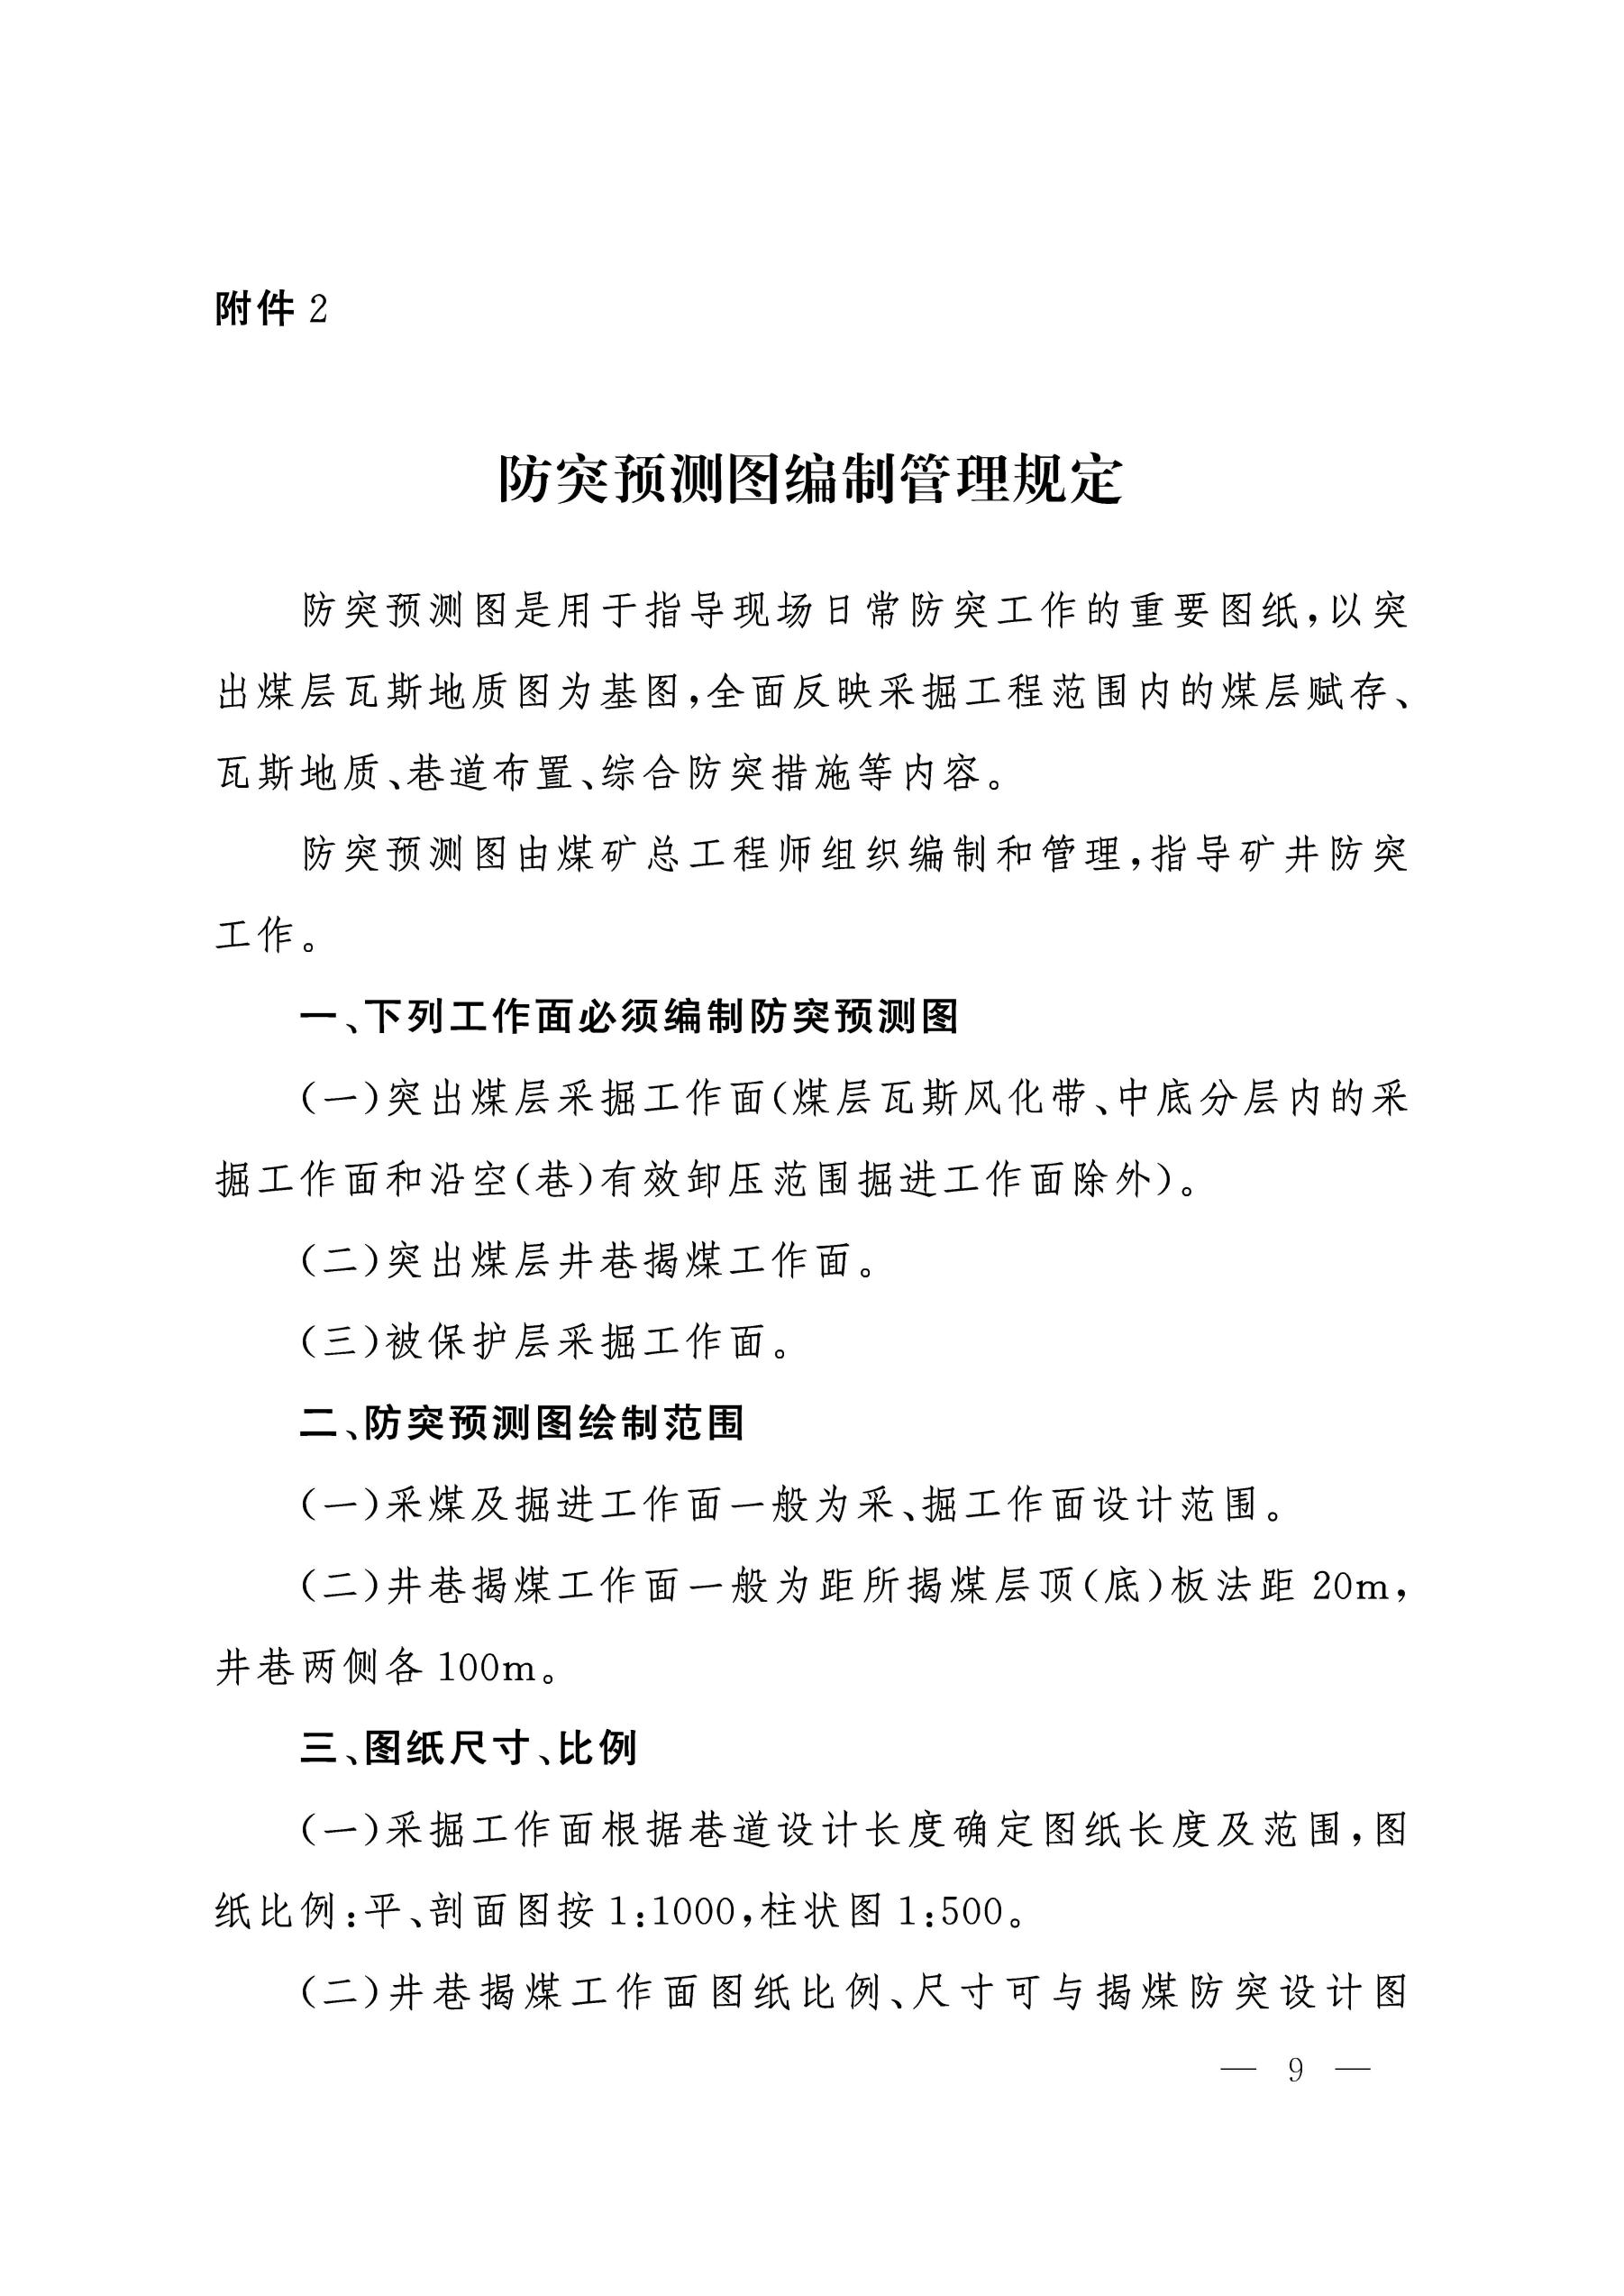 附件 2
防突预测图编制管理规定
防突预测图是用于指导现场日常防突工作的重要图纸,以突
出煤层瓦斯地质图为基图,全面反映采掘工程范围内的煤层赋存、
瓦斯地质、巷道布置、综合防突措施等内容。
防突预测图由煤矿总工程师组织编制和管理,指导矿井防突
工作。
一、下列工作面必须编制防突预测图
(一)突出煤层采掘工作面(煤层瓦斯风化带、中底分层内的采
掘工作面和沿空(巷)有效卸压范围掘进工作面除外)。
(二)突出煤层井巷揭煤工作面。
(三)被保护层采掘工作面。
二、防突预测图绘制范围
(一)采煤及掘进工作面一般为采、掘工作面设计范围。
(二)井巷揭煤工作面一般为距所揭煤层顶(底)板法距 20m,
井巷两侧各 100m。
三、图纸尺寸、比例
(一)采掘工作面根据巷道设计长度确定图纸长度及范围,图
纸比例:平、剖面图按 1:1000,柱状图 1:500。
(二)井巷揭煤工作面图纸比例、尺寸可与揭煤防突设计图
— 9 —